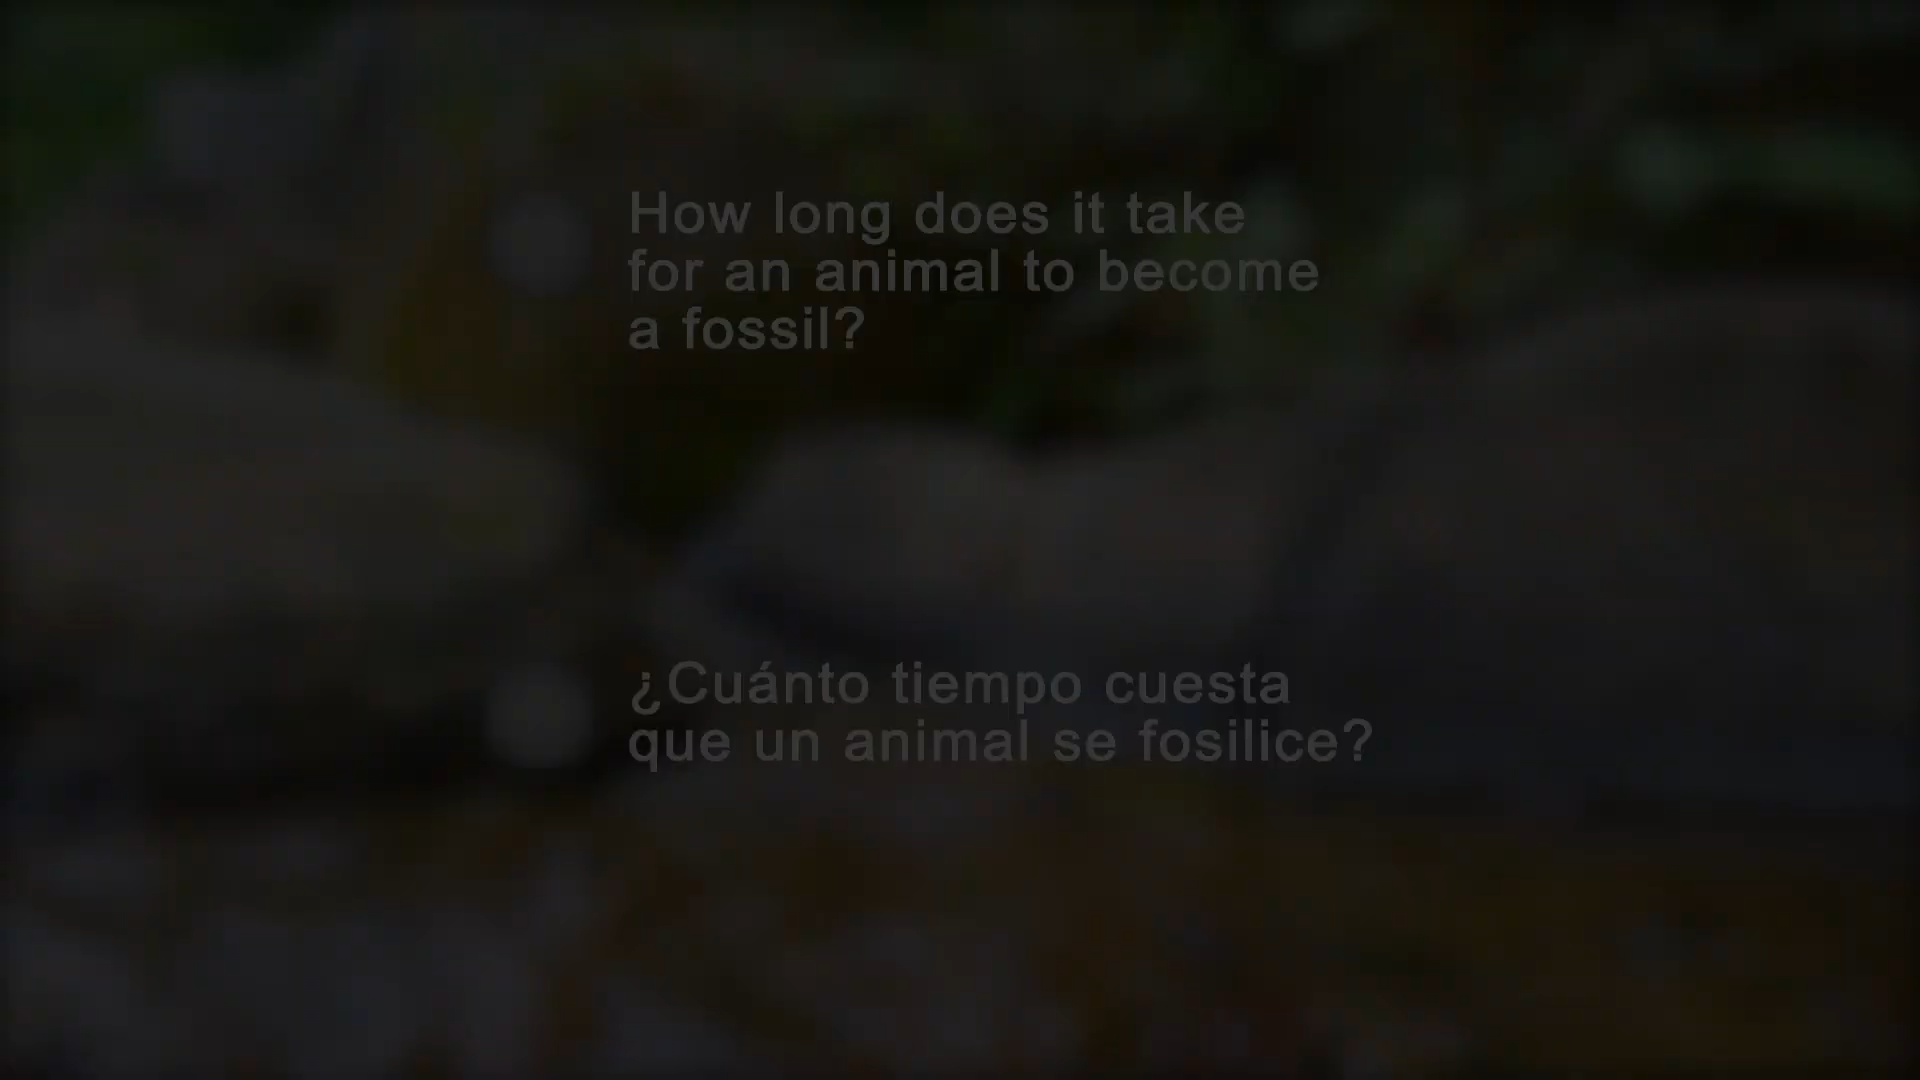 How long does it take
for an animal to become
a fossil?
¿Cuánto tiempo cuesta
que un animal se fosilice?